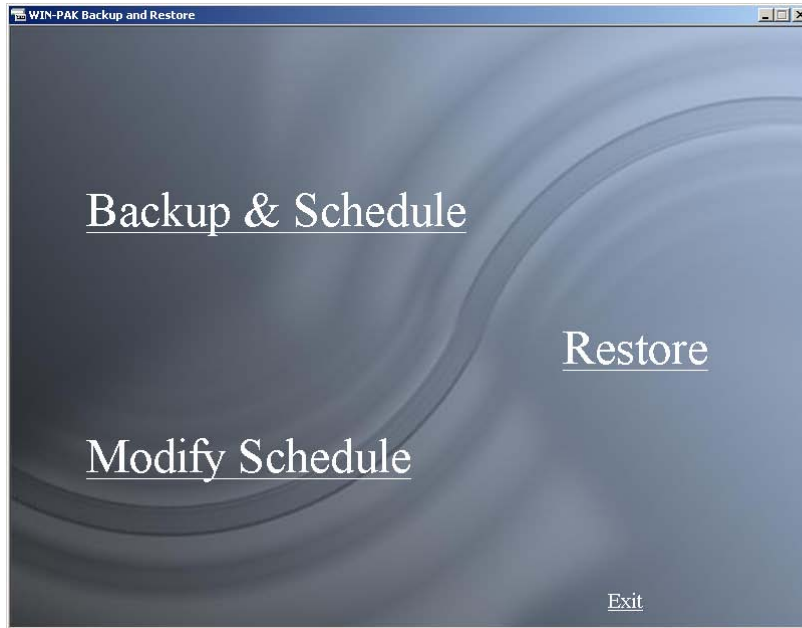 WIN-PAK Backup and Restore
Backup & Schedule
Restore
Modify Schedule
Exit